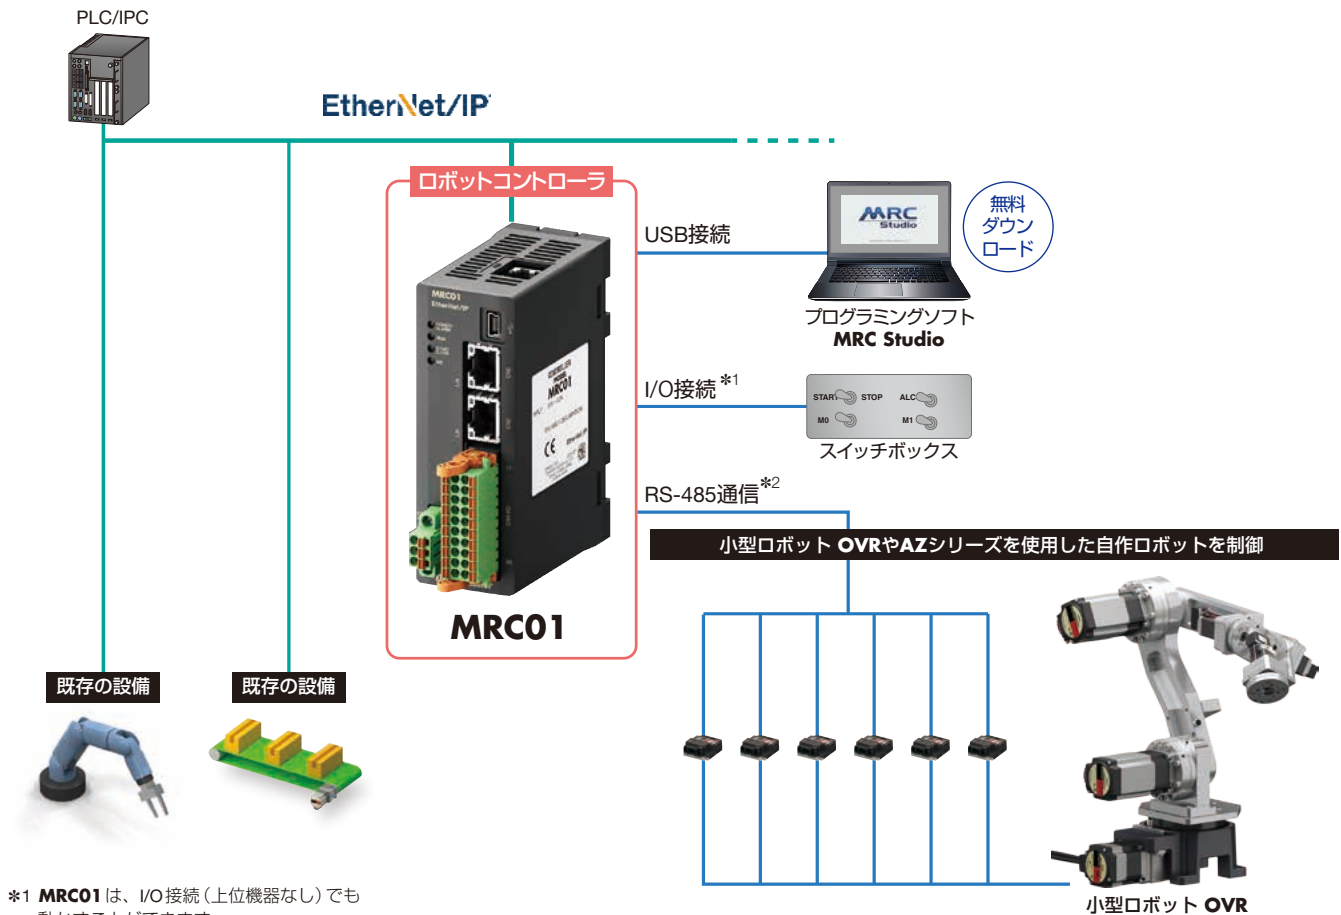 PLC/IPC
EtherNet/IP
ロボットコントローラ
MRC01
EtherNet/IP
MRC01
MRC01
USB接続
MRC
Studio
無料
ダウン
ロード
プログラミングソフト
MRC Studio
I/O接続*1
START STOP ALC
M0 M1
スイッチボックス
RS-485通信*2
小型ロボット OVRやAZシリーズを使用した自作ロボットを制御
既存の設備
既存の設備
小型ロボット OVR
*1 MRC01は、I/O接続(上位機器なし)でも